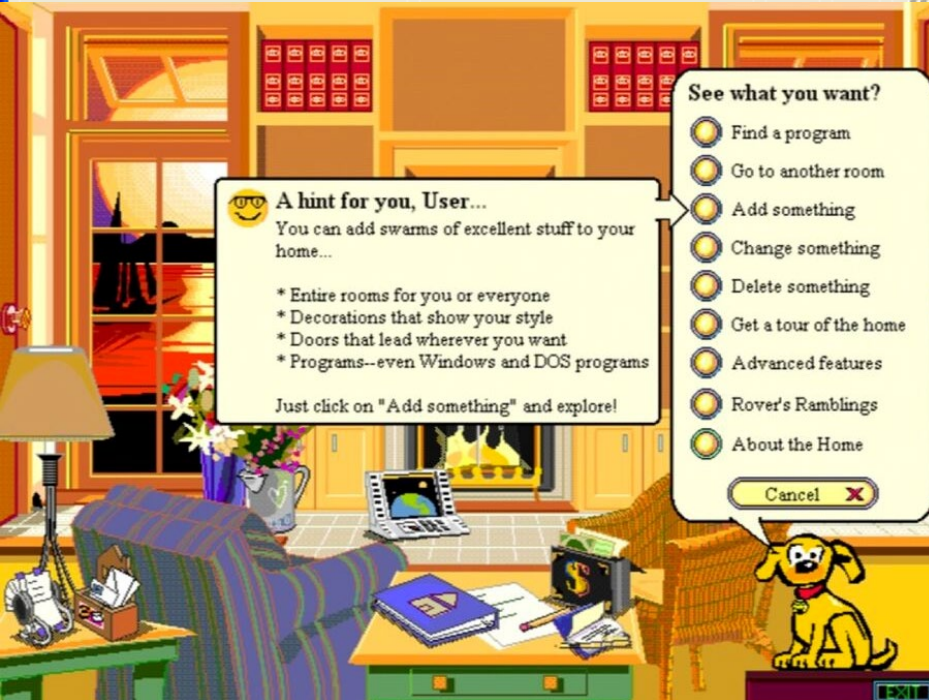 See what you want?
Find a program
Go to another room
Add something
Change something
Delete something
Get a tour of the home
Advanced features
Rover's Ramblings
About the Home
Cancel
A hint for you, User...
You can add swarms of excellent stuff to your
home...
* Entire rooms for you or everyone
* Decorations that show your style
* Doors that lead wherever you want
* Programs--even Windows and DOS programs
Just click on "Add something" and explore!
EXIT